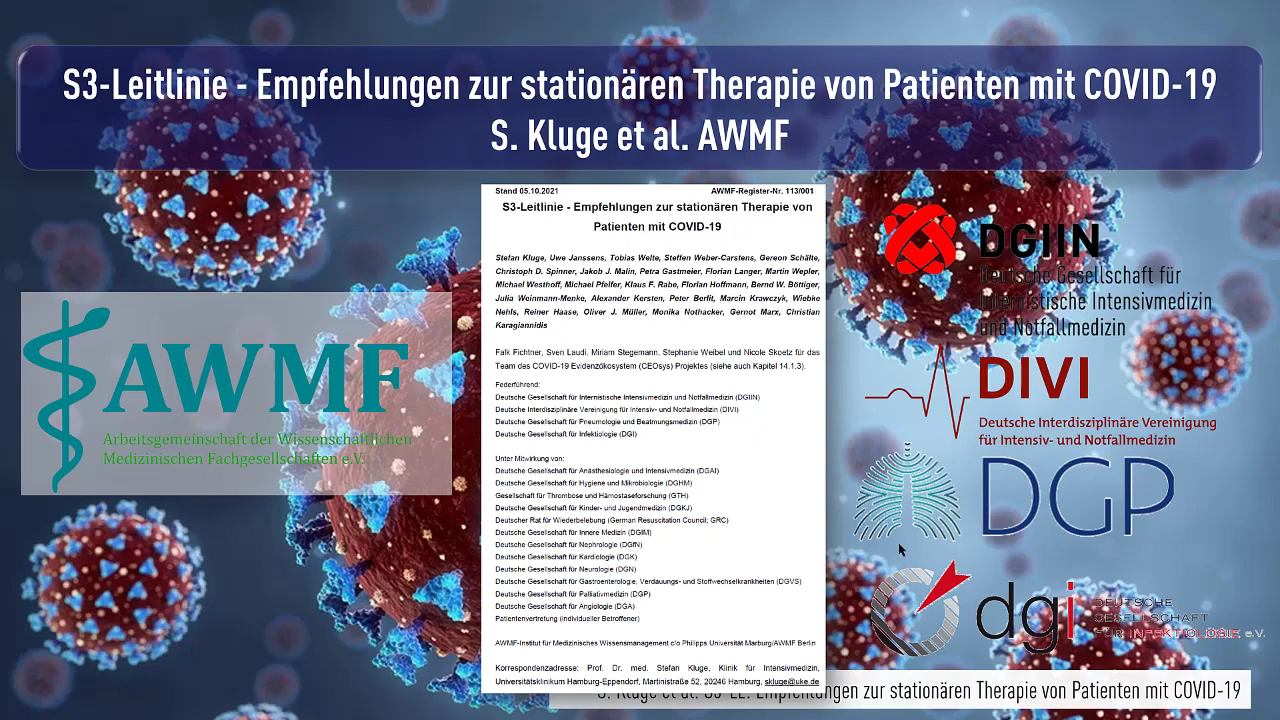 S3-Leitlinie - Empfehlungen zur stationären Therapie von Patienten mit COVID-19
S. Kluge et al. AWMF
Stand 05.10.2021 AWMF-Register-Nr. 113/001
S3-Leitlinie - Empfehlungen zur stationären Therapie von
Patienten mit COVID-19
Stefan Kluge, Uwe Janssens, Tobias Welte, Steffen Weber-Carstens, Gereon Schälte,
Christoph D. Spinner, Jakob J. Malin, Petra Gastmeier, Florian Langer, Martin Wepler,
Michael Westhoff, Michael Pfeifer, Klaus F. Rabe, Florian Hoffmann, Bernd W. Böttiger,
Julia Weinmann-Menke, Alexander Kersten, Peter Berlit, Marcin Krawczyk, Wiebke
Nehls, Reiner Haase, Oliver J. Müller, Monika Nothacker, Gernot Marx, Christian
Karagiannidis
Falk Fichtner, Sven Laudi, Miriam Stegemann, Stephanie Weibel und Nicole Skoetz für das
Team des COVID-19 Evidenzökosystem (CEOsys) Projektes (siehe auch Kapitel 14.1.3).
Federführend:
Deutsche Gesellschaft für Internistische Intensivmedizin und Notfallmedizin (DGIIN)
Deutsche Interdisziplinäre Vereinigung für Intensiv- und Notfallmedizin (DIVI)
Deutsche Gesellschaft für Pneumologie und Beatmungsmedizin (DGP)
Deutsche Gesellschaft für Infektiologie (DGI)
Unter Mitwirkung von:
Deutsche Gesellschaft für Anästhesiologie und Intensivmedizin (DGAI)
Deutsche Gesellschaft für Hygiene und Mikrobiologie (DGHM)
Gesellschaft für Thrombose und Hämostaseforschung (GTH)
Deutsche Gesellschaft für Kinder- und Jugendmedizin (DGKJ)
Deutscher Rat für Wiederbelebung (German Resuscitation Council; GRC)
Deutsche Gesellschaft für Innere Medizin (DGIM)
Deutsche Gesellschaft für Nephrologie (DGfN)
Deutsche Gesellschaft für Kardiologie (DGK)
Deutsche Gesellschaft für Neurologie (DGN)
Deutsche Gesellschaft für Gastroenterologie, Verdauungs- und Stoffwechselkrankheiten (DGVS)
Deutsche Gesellschaft für Palliativmedizin (DGP)
Deutsche Gesellschaft für Angiologie (DGA)
Patientenvertretung (individueller Betroffener)
AWMF-Institut für Medizinisches Wissensmanagement c/o Philipps Universität Marburg/AWMF Berlin
Korrespondenzadresse: Prof. Dr. med. Stefan Kluge, Klinik für Intensivmedizin,
Universitätsklinikum Hamburg-Eppendorf, Martinistraße 52, 20246 Hamburg, skluge@uke.de
AWMF
Arbeitsgemeinschaft der Wissenschaftlichen
Medizinischen Fachgesellschaften e.V.
DGIIN
Deutsche Gesellschaft für
Internistische Intensivmedizin
und Notfallmedizin
DIVI
Deutsche Interdisziplinäre Vereinigung
für Intensiv- und Notfallmedizin
DGP
dgi
DEUTSCHE
GESELLSCHAFT
FÜR INFEKTIOLOGIE e.V.
zur stationären Therapie von Patienten mit COVID-19